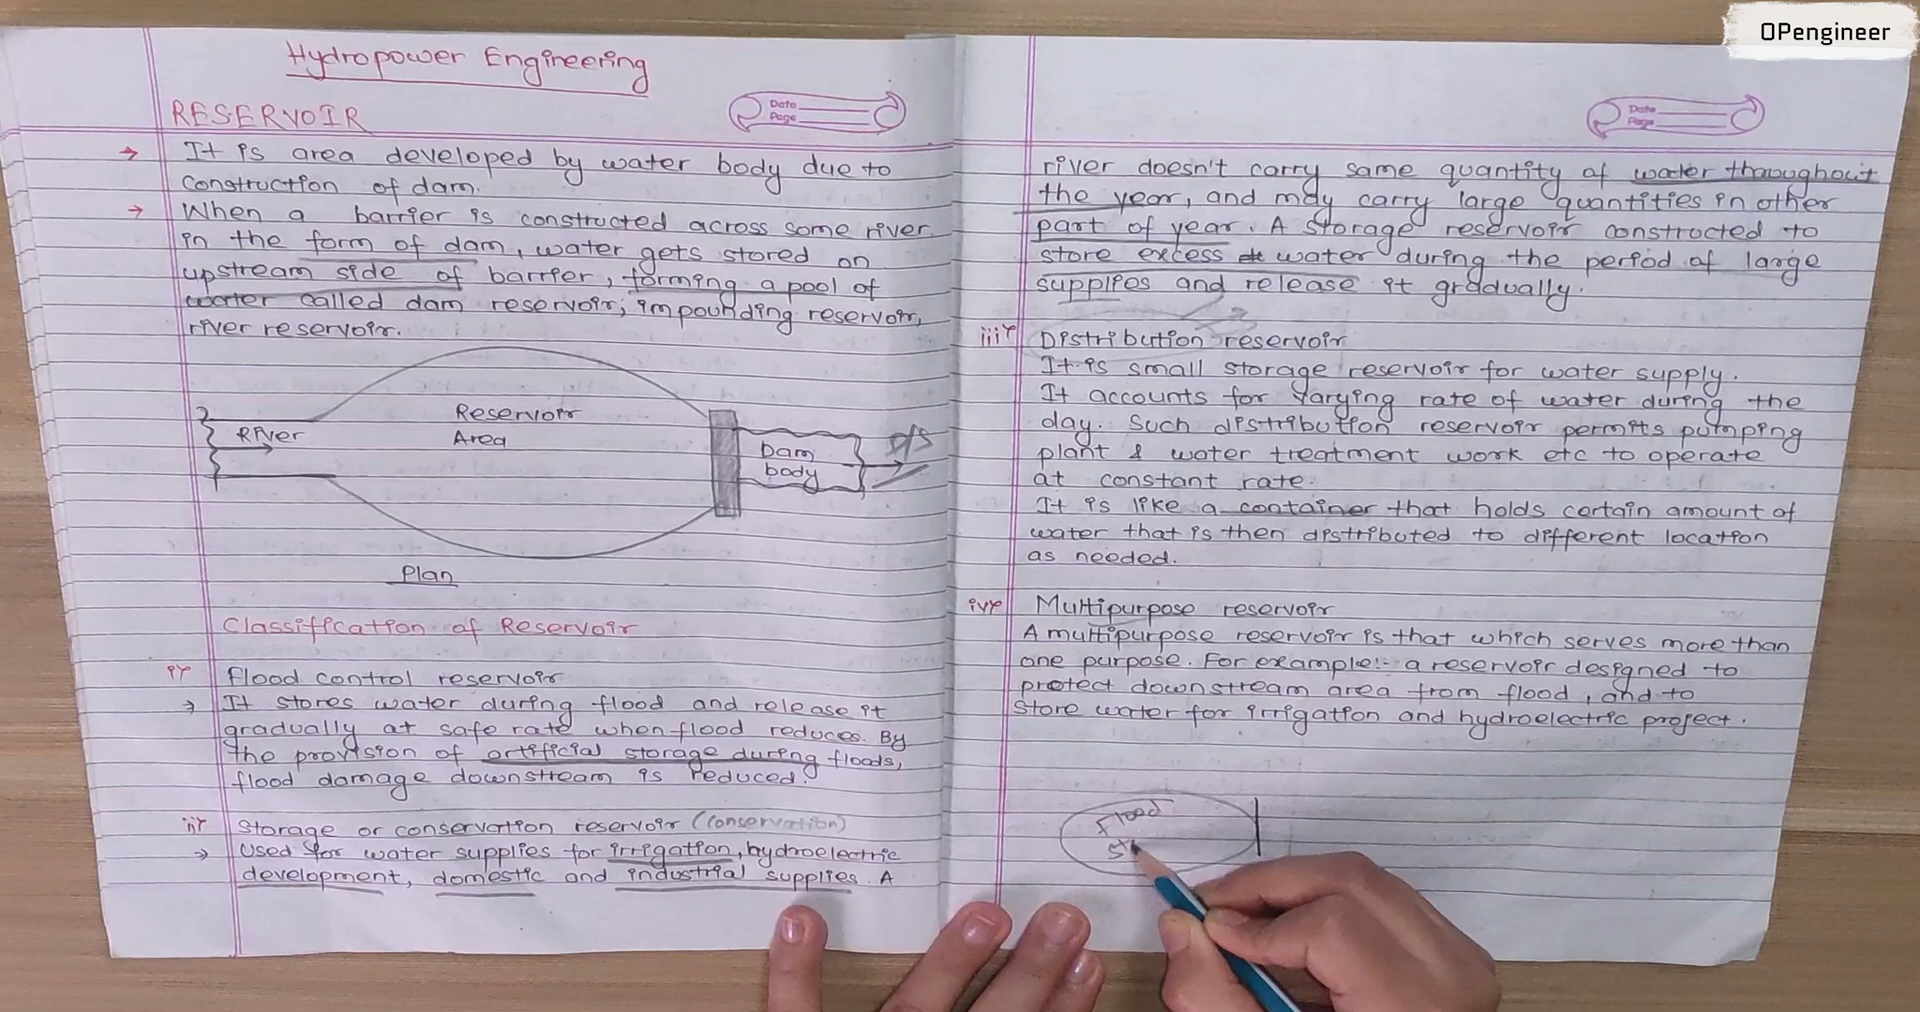 OPengineer
Hydropower Engineering
RESERVOIR
Date
Page
→ It is area developed by water body due to
construction of dam.
→ When a barrier is constructed across some river
in the form of dam, water gets stored on
upstream side of barrier, forming a pool of
water called dam reservoir, impounding reservoir,
river reservoir.
River
Reservoir
Area
Dam
body
D/S
Plan
Classification of Reservoir
i) Flood control reservoir
→ It stores water during flood and release it
gradually at safe rate when flood reduces. By
the provision of artificial storage during floods,
flood damage downstream is reduced.
ii) Storage or conservation reservoir (conservation)
→ Used for water supplies for irrigation, hydroelectric
development, domestic and industrial supplies. A
Date
Page
river doesn't carry same quantity of water throughout
the year, and may carry large quantities in other
part of year. A storage reservoir constructed to
store excess water during the period of large
supplies and release it gradually.
iii) Distribution reservoir
It is small storage reservoir for water supply.
It accounts for varying rate of water during the
day. Such distribution reservoir permits pumping
plant & water treatment work etc to operate
at constant rate.
It is like a container that holds certain amount of
water that is then distributed to different location
as needed.
iv) Multipurpose reservoir
A multipurpose reservoir is that which serves more than
one purpose. For example:- a reservoir designed to
protect downstream area from flood, and to
store water for irrigation and hydroelectric project.
Flood